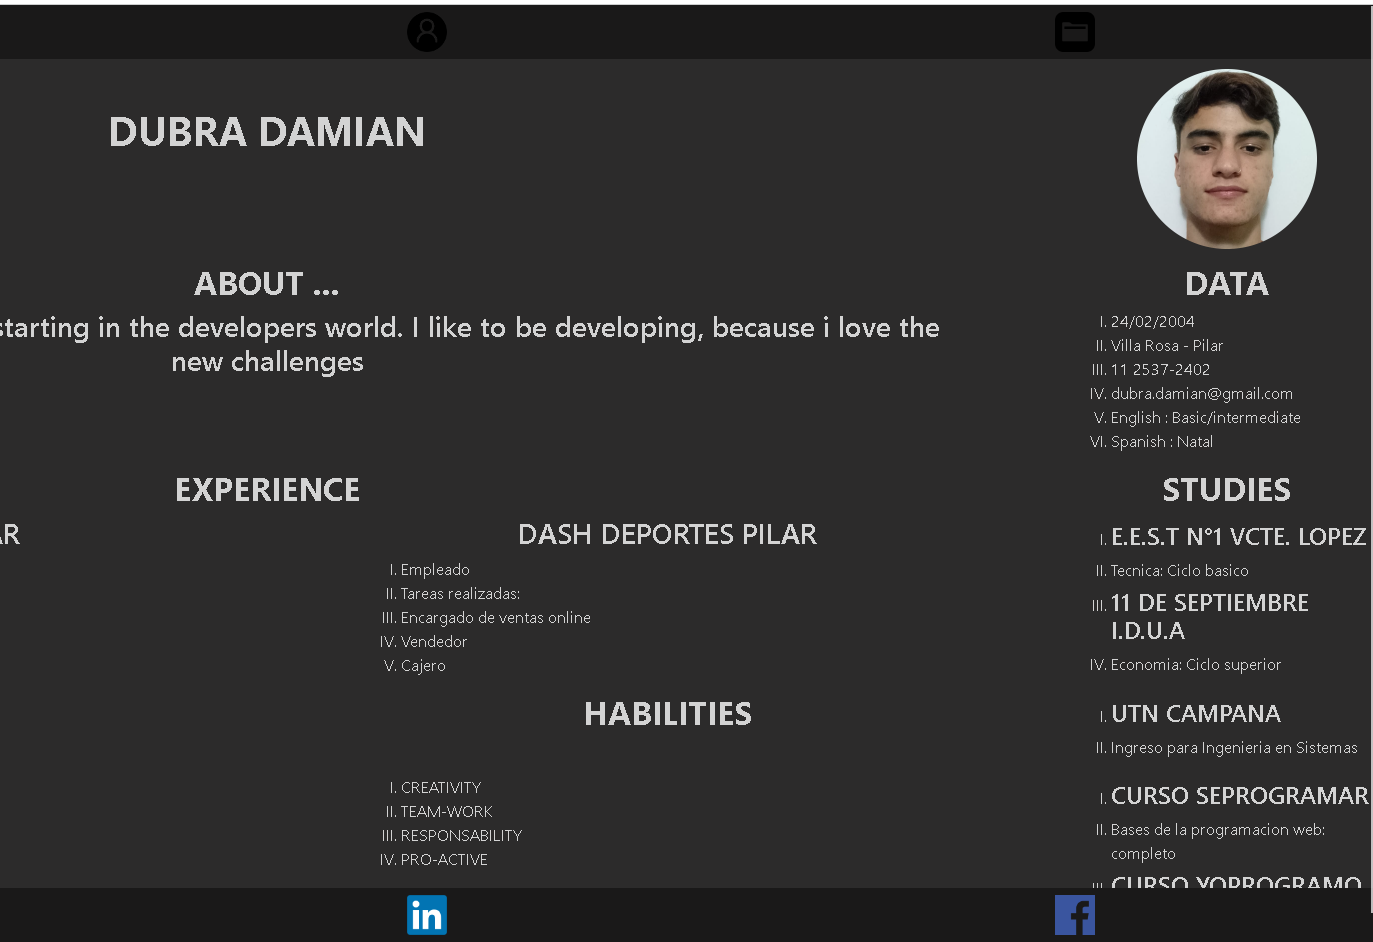 DUBRA DAMIAN
ABOUT ...
starting in the developers world. I like to be developing, because i love the
new challenges
EXPERIENCE
AR
DASH DEPORTES PILAR
I. Empleado
II. Tareas realizadas:
III. Encargado de ventas online
IV. Vendedor
V. Cajero
HABILITIES
I. CREATIVITY
II. TEAM-WORK
III. RESPONSABILITY
IV. PRO-ACTIVE
DATA
I. 24/02/2004
II. Villa Rosa - Pilar
III. 11 2537-2402
IV. dubra.damian@gmail.com
V. English : Basic/intermediate
VI. Spanish : Natal
STUDIES
I. E.E.S.T N°1 VCTE. LOPEZ
II. Tecnica: Ciclo basico
III. 11 DE SEPTIEMBRE
I.D.U.A
IV. Economia: Ciclo superior
I. UTN CAMPANA
II. Ingreso para Ingenieria en Sistemas
I. CURSO SEPROGRAMAR
II. Bases de la programacion web:
completo
III. CURSO YOPROGRAMO
in
f